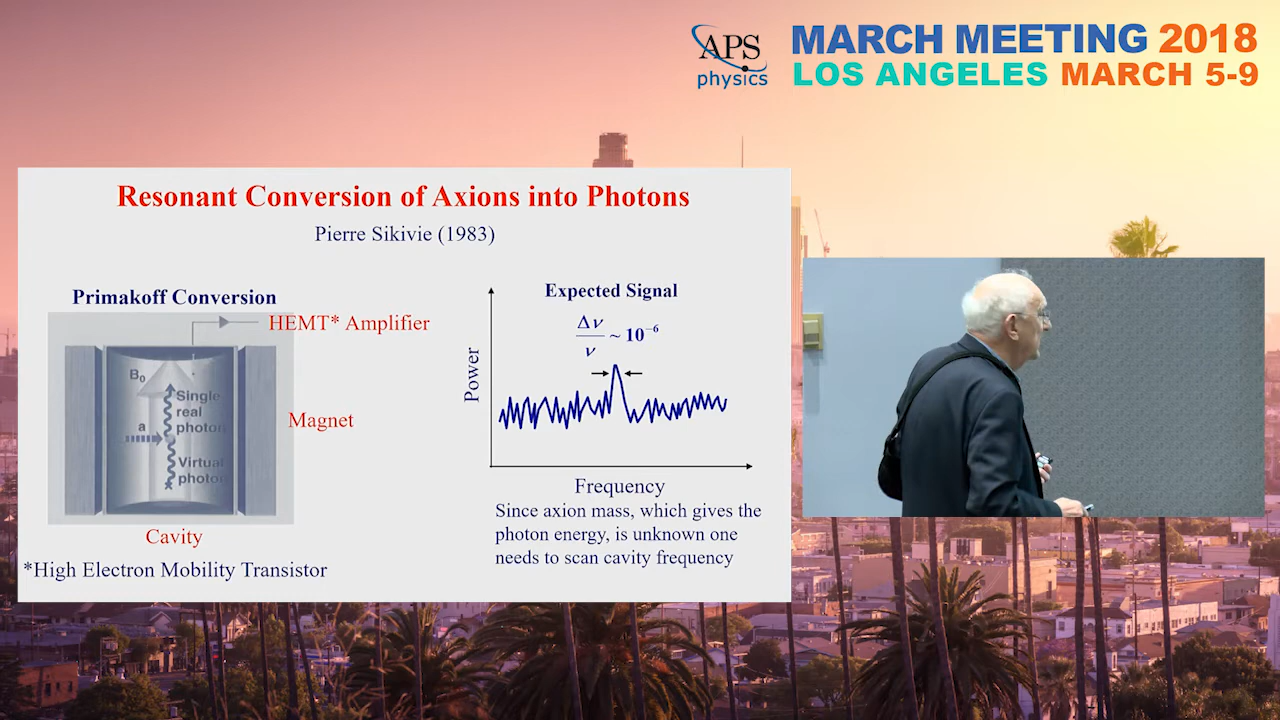 APS
physics
MARCH MEETING 2018
LOS ANGELES MARCH 5-9
Resonant Conversion of Axions into Photons
Pierre Sikivie (1983)
Primakoff Conversion
HEMT* Amplifier
B₀
Single
real
photon
a
Virtual
photon
Magnet
Cavity
*High Electron Mobility Transistor
Expected Signal
Δν/ν ~ 10⁻⁶
Power
Frequency
Since axion mass, which gives the
photon energy, is unknown one
needs to scan cavity frequency